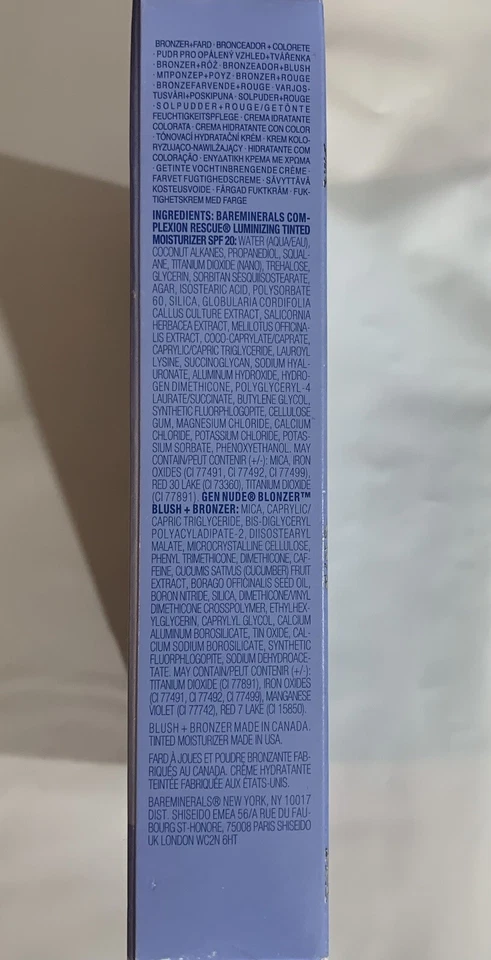 BRONZER+FARD · BRONCEADOR + COLORETE
· PUDR PRO OPÁLENÝ VZHLED+TVÁŘENKA
· BRONZER+RÓŻ · BRONZEADOR+BLUSH
· ΜΠΡΟΝΖΕΡ+ΡΟΥΖ · BRONZER+ROUGE
· BRONZEFARVENDE+ROUGE · VARJOS-
TUSVÄRI+POSKIPUNA · SOLPUDER+ROUGE
SOLPUDDER+ROUGE/GETÖNTE
FEUCHTIGKEITSPFLEGE · CREMA IDRATANTE
COLORATA · CREMA HIDRATANTE CON COLOR
· TÓNOVACÍ HYDRATAČNÍ KRÉM · KREM KOLO-
RYZUJĄCO-NAWILŻAJĄCY · HIDRATANTE COM
COLORAÇÃO · ΕΝΥΔΑΤΙΚΗ ΚΡΕΜΑ ΜΕ ΧΡΩΜΑ
· GETINTE VOCHTINBRENGENDE CRÈME ·
FARVET FUGTIGHEDSCREME · SÄVYTTÄVÄ
KOSTEUSVOIDE · FÄRGAD FUKTKRÄM · FUK-
TIGHETSKREM MED FARGE
INGREDIENTS: BAREMINERALS COM-
PLEXION RESCUE® LUMINIZING TINTED
MOISTURIZER SPF 20: WATER (AQUA/EAU),
COCONUT ALKANES, PROPANEDIOL, SQUAL-
ANE, TITANIUM DIOXIDE (NANO), TREHALOSE,
GLYCERIN, SORBITAN SESQUIISOSTEARATE,
AGAR, ISOSTEARIC ACID, POLYSORBATE
60, SILICA, GLOBULARIA CORDIFOLIA
CALLUS CULTURE EXTRACT, SALICORNIA
HERBACEA EXTRACT, MELILOTUS OFFICINA-
LIS EXTRACT, COCO-CAPRYLATE/CAPRATE,
CAPRYLIC/CAPRIC TRIGLYCERIDE, LAUROYL
LYSINE, SUCCINOGLYCAN, SODIUM HYAL-
URONATE, ALUMINUM HYDROXIDE, HYDRO-
GEN DIMETHICONE, POLYGLYCERYL-4
LAURATE/SUCCINATE, BUTYLENE GLYCOL,
SYNTHETIC FLUORPHLOGOPITE, CELLULOSE
GUM, MAGNESIUM CHLORIDE, CALCIUM
CHLORIDE, POTASSIUM CHLORIDE, POTAS-
SIUM SORBATE, PHENOXYETHANOL. MAY
CONTAIN/PEUT CONTENIR (+/-): MICA, IRON
OXIDES (CI 77491, CI 77492, CI 77499),
RED 30 LAKE (CI 73360), TITANIUM DIOXIDE
(CI 77891). GEN NUDE® BLONZER™
BLUSH + BRONZER: MICA, CAPRYLIC/
CAPRIC TRIGLYCERIDE, BIS-DIGLYCERYL
POLYACYLADIPATE-2, DIISOSTEARYL
MALATE, MICROCRYSTALLINE CELLULOSE,
PHENYL TRIMETHICONE, DIMETHICONE, CAF-
FEINE, CUCUMIS SATIVUS (CUCUMBER) FRUIT
EXTRACT, BORAGO OFFICINALIS SEED OIL,
BORON NITRIDE, SILICA, DIMETHICONE/VINYL
DIMETHICONE CROSSPOLYMER, ETHYLHEX-
YLGLYCERIN, CAPRYLYL GLYCOL, CALCIUM
ALUMINUM BOROSILICATE, TIN OXIDE, CAL-
CIUM SODIUM BOROSILICATE, SYNTHETIC
FLUORPHLOGOPITE, SODIUM DEHYDROACE-
TATE. MAY CONTAIN/PEUT CONTENIR (+/-):
TITANIUM DIOXIDE (CI 77891), IRON OXIDES
(CI 77491, CI 77492, CI 77499), MANGANESE
VIOLET (CI 77742), RED 7 LAKE (CI 15850).
BLUSH + BRONZER MADE IN CANADA.
TINTED MOISTURIZER MADE IN USA.
FARD À JOUES ET POUDRE BRONZANTE FAB-
RIQUÉS AU CANADA. CRÈME HYDRATANTE
TEINTÉE FABRIQUÉE AUX ÉTATS-UNIS.
BAREMINERALS® NEW YORK, NY 10017
DIST. SHISEIDO EMEA 56/A RUE DU FAU-
BOURG ST-HONORE, 75008 PARIS SHISEIDO
UK LONDON WC2N 6HT